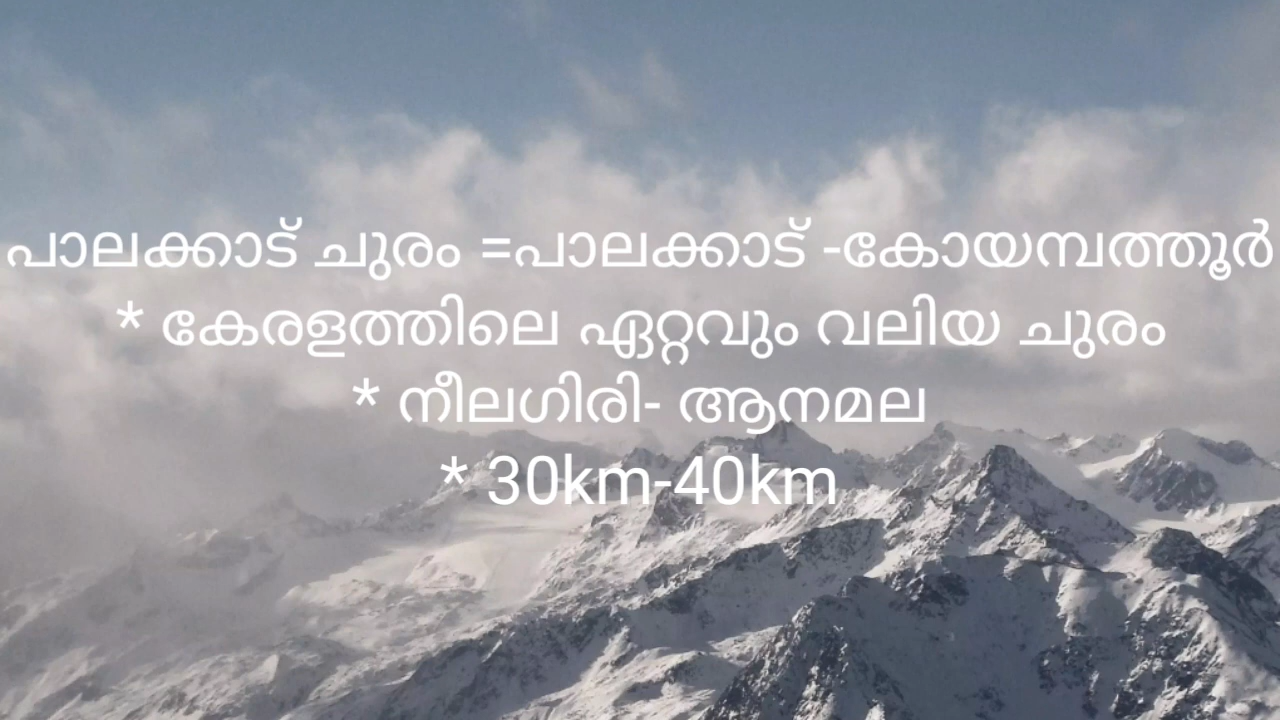 പാലക്കാട് ചുരം =പാലക്കാട് -കോയമ്പത്തൂർ
* കേരളത്തിലെ ഏറ്റവും വലിയ ചുരം
* നീലഗിരി- ആനമല
* 30km-40km